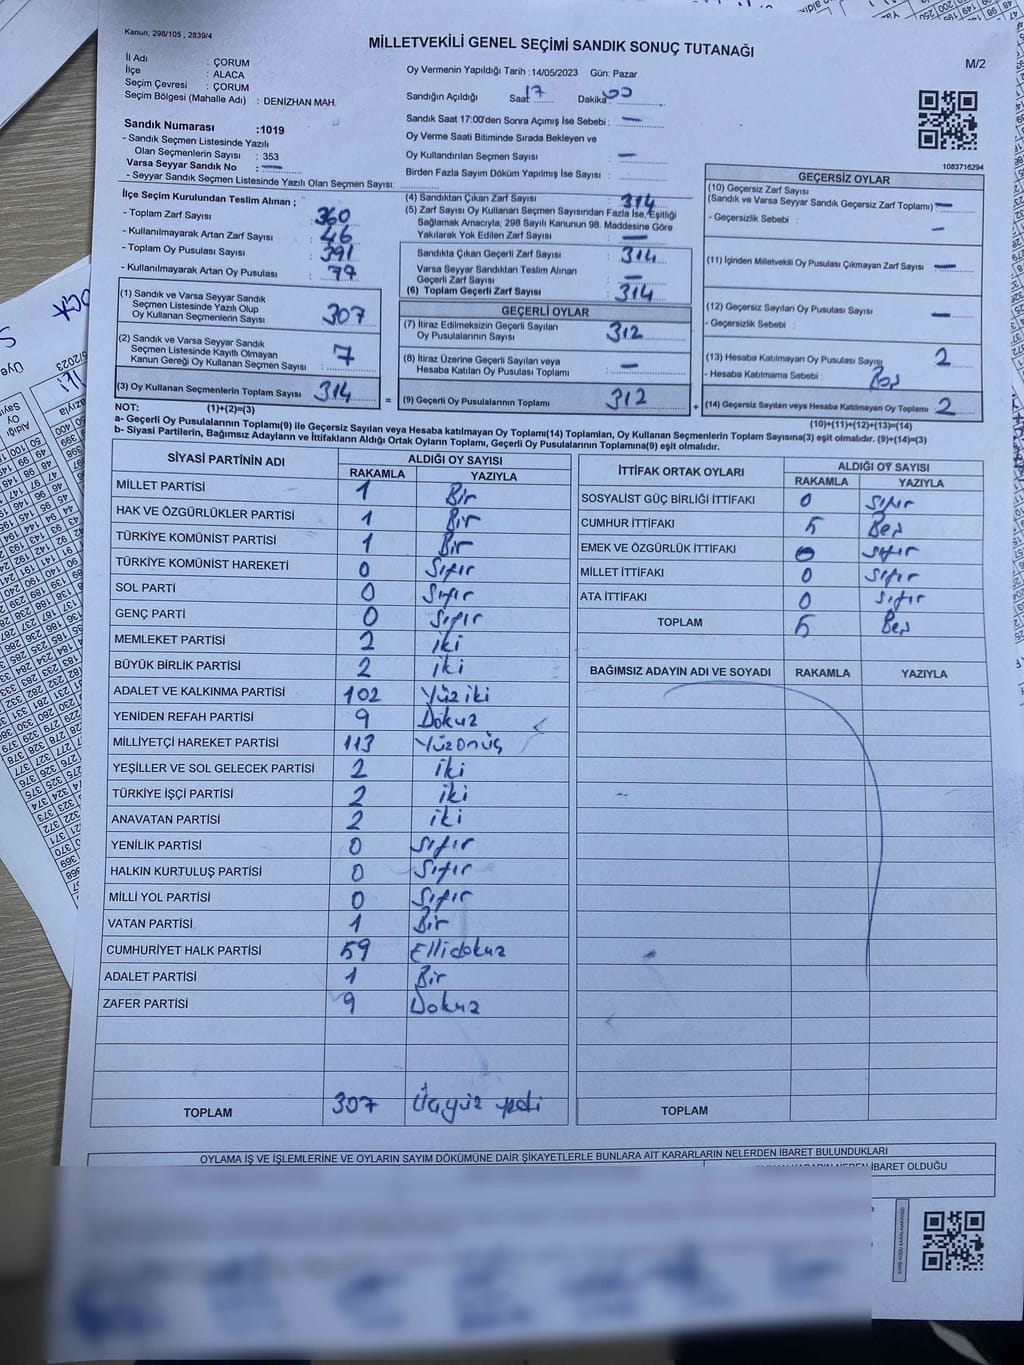 Kanun; 298/105 , 2839/4
MİLLETVEKİLİ GENEL SEÇİMİ SANDIK SONUÇ TUTANAĞI
M/2
İl Adı : ÇORUM
İlçe : ALACA
Seçim Çevresi : ÇORUM
Seçim Bölgesi (Mahalle Adı) : DENİZHAN MAH.
Sandık Numarası :1019
- Sandık Seçmen Listesinde Yazılı
Olan Seçmenlerin Sayısı : 353
Varsa Seyyar Sandık No : —
- Seyyar Sandık Seçmen Listesinde Yazılı Olan Seçmen Sayısı:
Oy Vermenin Yapıldığı Tarih :14/05/2023 Gün: Pazar
Sandığın Açıldığı Saat 17 Dakika 00
Sandık Saat 17:00'den Sonra Açımış İse Sebebi : —
Oy Verme Saati Bitiminde Sırada Bekleyen ve
Oy Kullandırılan Seçmen Sayısı : —
Birden Fazla Sayım Döküm Yapılmış İse Sayısı :
1083716294
İlçe Seçim Kurulundan Teslim Alınan ;
- Toplam Zarf Sayısı : 360
- Kullanılmayarak Artan Zarf Sayısı : 46
- Toplam Oy Pusulası Sayısı : 391
- Kullanılmayarak Artan Oy Pusulası : 77
(1) Sandık ve Varsa Seyyar Sandık
Seçmen Listesinde Yazılı Olup
Oy Kullanan Seçmenlerin Sayısı : 307
(2) Sandık ve Varsa Seyyar Sandık
Seçmen Listesinde Kayıtlı Olmayan
Kanun Gereği Oy Kullanan Seçmen Sayısı : 7
(3) Oy Kullanan Seçmenlerin Toplam Sayısı : 314
(1)+(2)=(3)
(4) Sandıktan Çıkan Zarf Sayısı : 314
(5) Zarf Sayısı Oy Kullanan Seçmen Sayısından Fazla İse, Eşitliği
Sağlamak Amacıyla; 298 Sayılı Kanunun 98. Maddesine Göre
Yakılarak Yok Edilen Zarf Sayısı : —
Sandıkta Çıkan Geçerli Zarf Sayısı : 314
Varsa Seyyar Sandıktan Teslim Alınan
Geçerli Zarf Sayısı : —
(6) Toplam Geçerli Zarf Sayısı : 314
GEÇERLİ OYLAR
(7) İtiraz Edilmeksizin Geçerli Sayılan
Oy Pusulalarının Sayısı : 312
(8) İtiraz Üzerine Geçerli Sayılan veya
Hesaba Katılan Oy Pusulası Toplamı : —
(9) Geçerli Oy Pusulalarının Toplamı : 312
GEÇERSİZ OYLAR
(10) Geçersiz Zarf Sayısı
(Sandık ve Varsa Seyyar Sandık Geçersiz Zarf Toplamı) —
- Geçersizlik Sebebi : —
(11) İçinden Milletvekili Oy Pusulası Çıkmayan Zarf Sayısı —
(12) Geçersiz Sayılan Oy Pusulası Sayısı : —
- Geçersizlik Sebebi :
(13) Hesaba Katılmayan Oy Pusulası Sayısı 2
- Hesaba Katılmama Sebebi : Boş
(14) Geçersiz Sayılan veya Hesaba Katılmayan Oy Toplamı 2
(10)+(11)+(12)+(13)=(14)
NOT:
a- Geçerli Oy Pusulalarının Toplamı(9) ile Geçersiz Sayılan veya Hesaba katılmayan Oy Toplamı(14) Toplamları, Oy Kullanan Seçmenlerin Toplam Sayısına(3) eşit olmalıdır. (9)+(14)=(3)
b- Siyasi Partilerin, Bağımsız Adayların ve İttifakların Aldığı Ortak Oyların Toplamı, Geçerli Oy Pusulalarının Toplamına(9) eşit olmalıdır.
SİYASİ PARTİNİN ADI ALDIĞI OY SAYISI
RAKAMLA YAZIYLA
MİLLET PARTİSİ 1 Bir
HAK VE ÖZGÜRLÜKLER PARTİSİ 1 Bir
TÜRKİYE KOMÜNİST PARTİSİ 1 Bir
TÜRKİYE KOMÜNİST HAREKETİ 0 Sıfır
SOL PARTİ 0 Sıfır
GENÇ PARTİ 0 Sıfır
MEMLEKET PARTİSİ 2 iki
BÜYÜK BİRLİK PARTİSİ 2 iki
ADALET VE KALKINMA PARTİSİ 102 Yüz iki
YENİDEN REFAH PARTİSİ 9 Dokuz
MİLLİYETÇİ HAREKET PARTİSİ 113 Yüzonüç
YEŞİLLER VE SOL GELECEK PARTİSİ 2 iki
TÜRKİYE İŞÇİ PARTİSİ 2 iki
ANAVATAN PARTİSİ 2 iki
YENİLİK PARTİSİ 0 Sıfır
HALKIN KURTULUŞ PARTİSİ 0 Sıfır
MİLLİ YOL PARTİSİ 0 Sıfır
VATAN PARTİSİ 1 Bir
CUMHURİYET HALK PARTİSİ 59 Ellidokuz
ADALET PARTİSİ 1 Bir
ZAFER PARTİSİ 9 Dokuz
TOPLAM 307 Üçyüz yedi
İTTİFAK ORTAK OYLARI ALDIĞI OY SAYISI
RAKAMLA YAZIYLA
SOSYALİST GÜÇ BİRLİĞİ İTTİFAKI 0 Sıfır
CUMHUR İTTİFAKI 5 Beş
EMEK VE ÖZGÜRLÜK İTTİFAKI 0 sıfır
MİLLET İTTİFAKI 0 sıfır
ATA İTTİFAKI 0 sıfır
TOPLAM 5 Beş
BAĞIMSIZ ADAYIN ADI VE SOYADI RAKAMLA YAZIYLA
TOPLAM
OYLAMA İŞ VE İŞLEMLERİNE VE OYLARIN SAYIM DÖKÜMÜNE DAİR ŞİKAYETLERLE BUNLARA AİT KARARLARIN NELERDEN İBARET BULUNDUKLARI
İBARET OLDUĞU